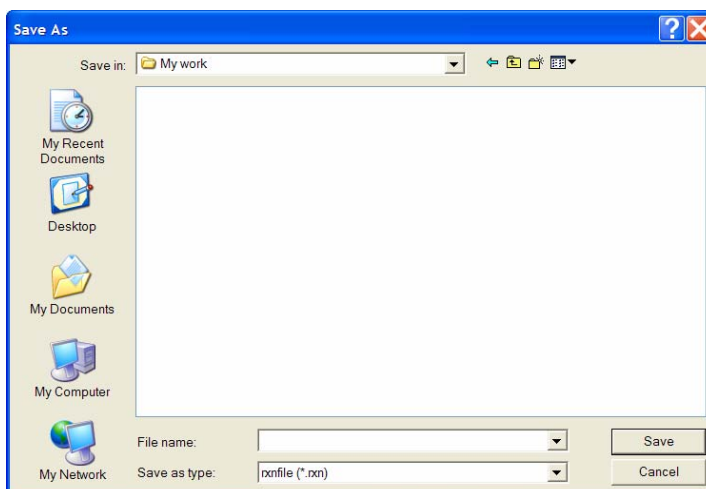 Save As
Save in:
My work
My Recent
Documents
Desktop
My Documents
My Computer
My Network
File name:
Save
Save as type:
rxnfile (*.rxn)
Cancel